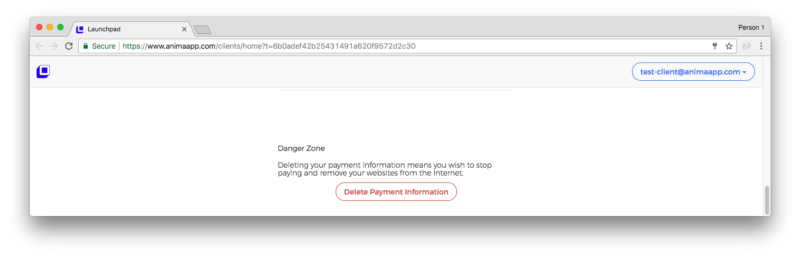 Launchpad
Person 1
Secure
https://www.animaapp.com/clients/home?t=6b0adef42b25431491a620f9572d2c30
test-client@animaapp.com
Danger Zone
Deleting your payment information means you wish to stop
paying and remove your websites from the Internet.
Delete Payment Information